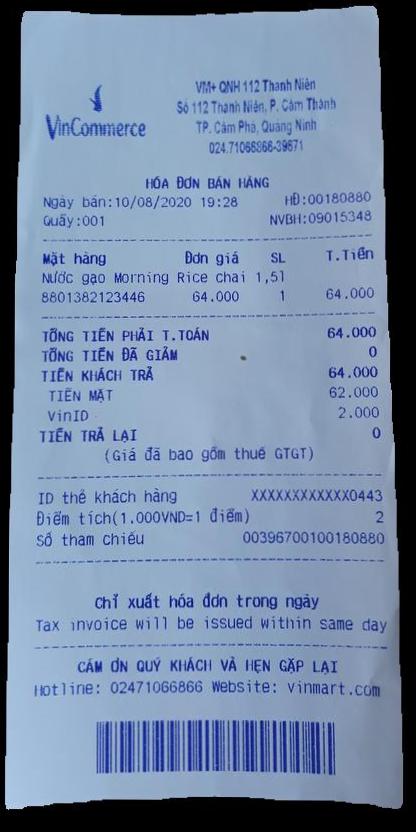 VinCommerce
VM+ QNH 112 Thanh Niên
Số 112 Thanh Niên, P. Cẩm Thành
TP. Cẩm Phả, Quảng Ninh
024.71066866-39671
HÓA ĐƠN BÁN HÀNG
Ngày bán:10/08/2020 19:28 HĐ:00180880
Quầy:001 NVBH:09015348
Mặt hàng Đơn giá SL T.Tiền
Nước gạo Morning Rice chai 1,5l
8801382123446 64.000 1 64.000
TỔNG TIỀN PHẢI T.TOÁN 64.000
TỔNG TIỀN ĐÃ GIẢM 0
TIỀN KHÁCH TRẢ 64.000
TIỀN MẶT 62.000
VinID 2.000
TIỀN TRẢ LẠI 0
(Giá đã bao gồm thuế GTGT)
ID thẻ khách hàng XXXXXXXXXXXX0443
Điểm tích(1.000VND=1 điểm) 2
Số tham chiếu 00396700100180880
Chỉ xuất hóa đơn trong ngày
Tax invoice will be issued within same day
CẢM ƠN QUÝ KHÁCH VÀ HẸN GẶP LẠI
Hotline: 02471066866 Website: vinmart.com